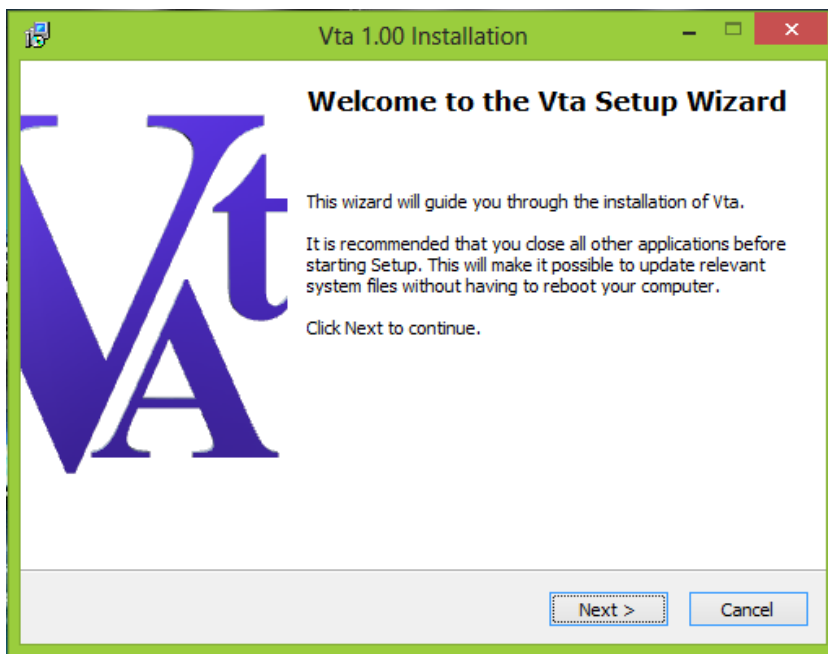 Vta 1.00 Installation
Welcome to the Vta Setup Wizard
This wizard will guide you through the installation of Vta.
It is recommended that you close all other applications before
starting Setup. This will make it possible to update relevant
system files without having to reboot your computer.
Click Next to continue.
VtA
Next >
Cancel